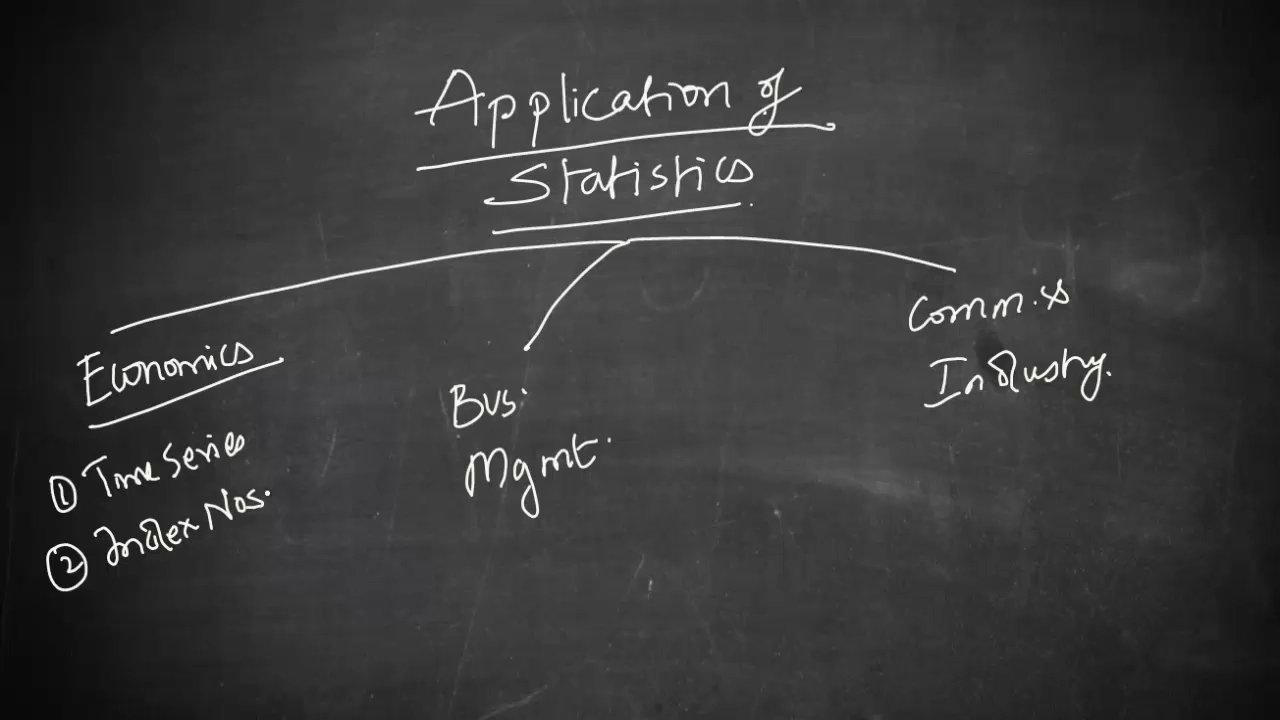 Application of
Statistics
Economics
① Time Series
② Index Nos.
Bus.
Mgmt.
Comm. &
Industry.